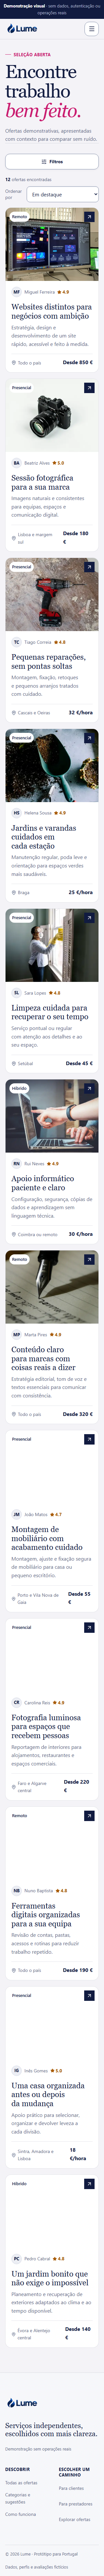 Demonstração visual · sem dados, autenticação ou
operações reais.
Lume
SELEÇÃO ABERTA
Encontre
trabalho
bem feito.
Ofertas demonstrativas, apresentadas
com contexto para comparar sem ruído.
Filtros
12 ofertas encontradas
Ordenar
por
Em destaque
Remoto
MF Miguel Ferreira ★ 4.9
Websites distintos para
negócios com ambição
Estratégia, design e
desenvolvimento de um site
rápido, acessível e feito à medida.
Todo o país
Desde 850 €
Presencial
BA Beatriz Alves ★ 5.0
Sessão fotográfica
para a sua marca
Imagens naturais e consistentes
para equipas, espaços e
comunicação digital.
Lisboa e margem
sul
Desde 180
€
Presencial
TC Tiago Correia ★ 4.8
Pequenas reparações,
sem pontas soltas
Montagem, fixação, retoques
e pequenos arranjos tratados
com cuidado.
Cascais e Oeiras
32 €/hora
Presencial
HS Helena Sousa ★ 4.9
Jardins e varandas
cuidados em
cada estação
Manutenção regular, poda leve e
orientação para espaços verdes
mais saudáveis.
Braga
25 €/hora
Presencial
SL Sara Lopes ★ 4.8
Limpeza cuidada para
recuperar o seu tempo
Serviço pontual ou regular
com atenção aos detalhes e ao
seu espaço.
Setúbal
Desde 45 €
Híbrido
RN Rui Neves ★ 4.9
Apoio informático
paciente e claro
Configuração, segurança, cópias de
dados e aprendizagem sem
linguagem técnica.
Coimbra ou remoto
30 €/hora
Remoto
MP Marta Pires ★ 4.8
Conteúdo claro
para marcas com
coisas reais a dizer
Estratégia editorial, tom de voz e
textos essenciais para comunicar
com consistência.
Todo o país
Desde 320 €
Presencial
JM João Matos ★ 4.7
Montagem de
mobiliário com
acabamento cuidado
Montagem, ajuste e fixação segura
de mobiliário para casa ou
pequeno escritório.
Porto e Vila Nova de
Gaia
Desde 55
€
Presencial
CR Carolina Reis ★ 4.9
Fotografia luminosa
para espaços que
recebem pessoas
Reportagem de interiores para
alojamentos, restaurantes e
espaços comerciais.
Faro e Algarve
central
Desde 220
€
Remoto
NB Nuno Baptista ★ 4.8
Ferramentas
digitais organizadas
para a sua equipa
Revisão de contas, pastas,
acessos e rotinas para reduzir
trabalho repetido.
Todo o país
Desde 190 €
Presencial
IG Inês Gomes ★ 5.0
Uma casa organizada
antes ou depois
da mudança
Apoio prático para selecionar,
organizar e devolver leveza a
cada divisão.
Sintra, Amadora e
Lisboa
18
€/hora
Híbrido
PC Pedro Cabral ★ 4.8
Um jardim bonito que
não exige o impossível
Planeamento e recuperação de
exteriores adaptados ao clima e ao
tempo disponível.
Évora e Alentejo
central
Desde 140
€
Lume
Serviços independentes,
escolhidos com mais clareza.
Demonstração sem operações reais
DESCOBRIR
Todas as ofertas
Categorias e
sugestões
Como funciona
ESCOLHER UM
CAMINHO
Para clientes
Para prestadores
Explorar ofertas
© 2026 Lume · Protótipo para Portugal
Dados, perfis e avaliações fictícios